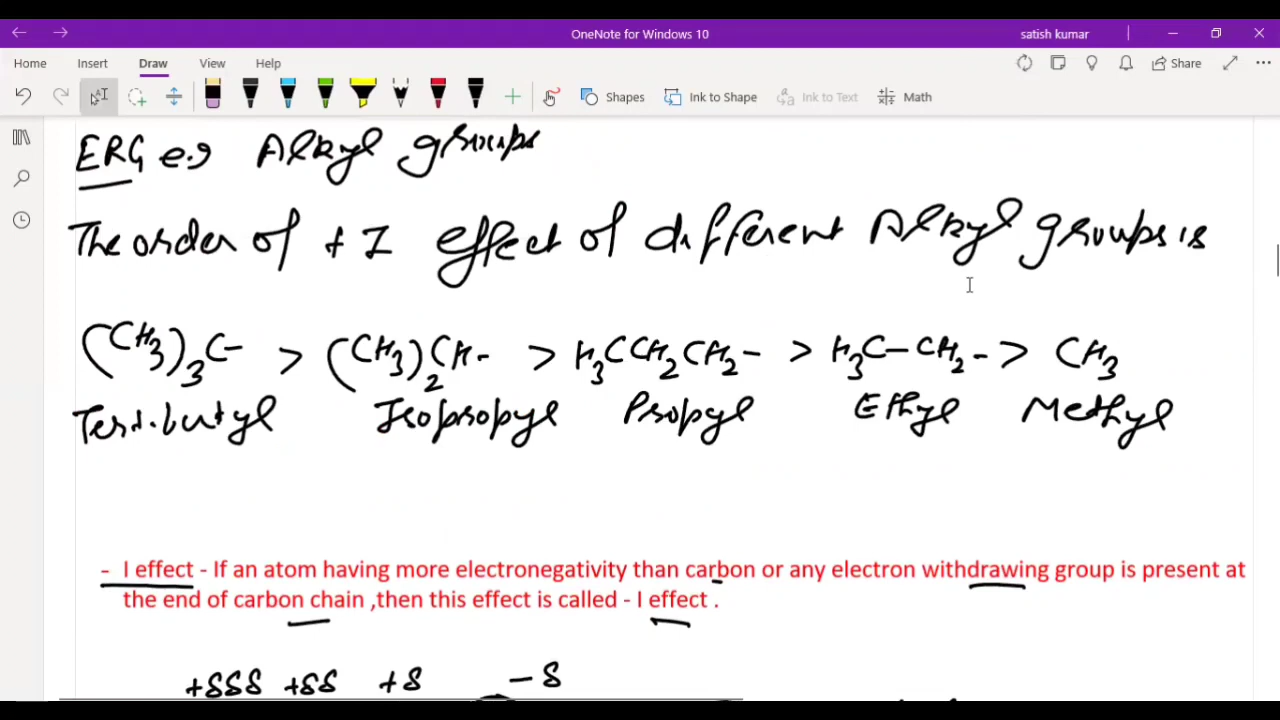 OneNote for Windows 10
satish kumar
Home Insert Draw View Help
Share
Shapes Ink to Shape Ink to Text Math
ERG e.g Alkyl groups
The order of + I effect of different Alkyl groups is
(CH3)3C- > (CH3)2CH- > H3CCH2CH2- > H3C-CH2- > CH3
Tert.butyl Isopropyl Propyl Ethyl Methyl
- I effect - If an atom having more electronegativity than carbon or any electron withdrawing group is present at
the end of carbon chain ,then this effect is called - I effect .
+δδδ +δδ +δ -δ